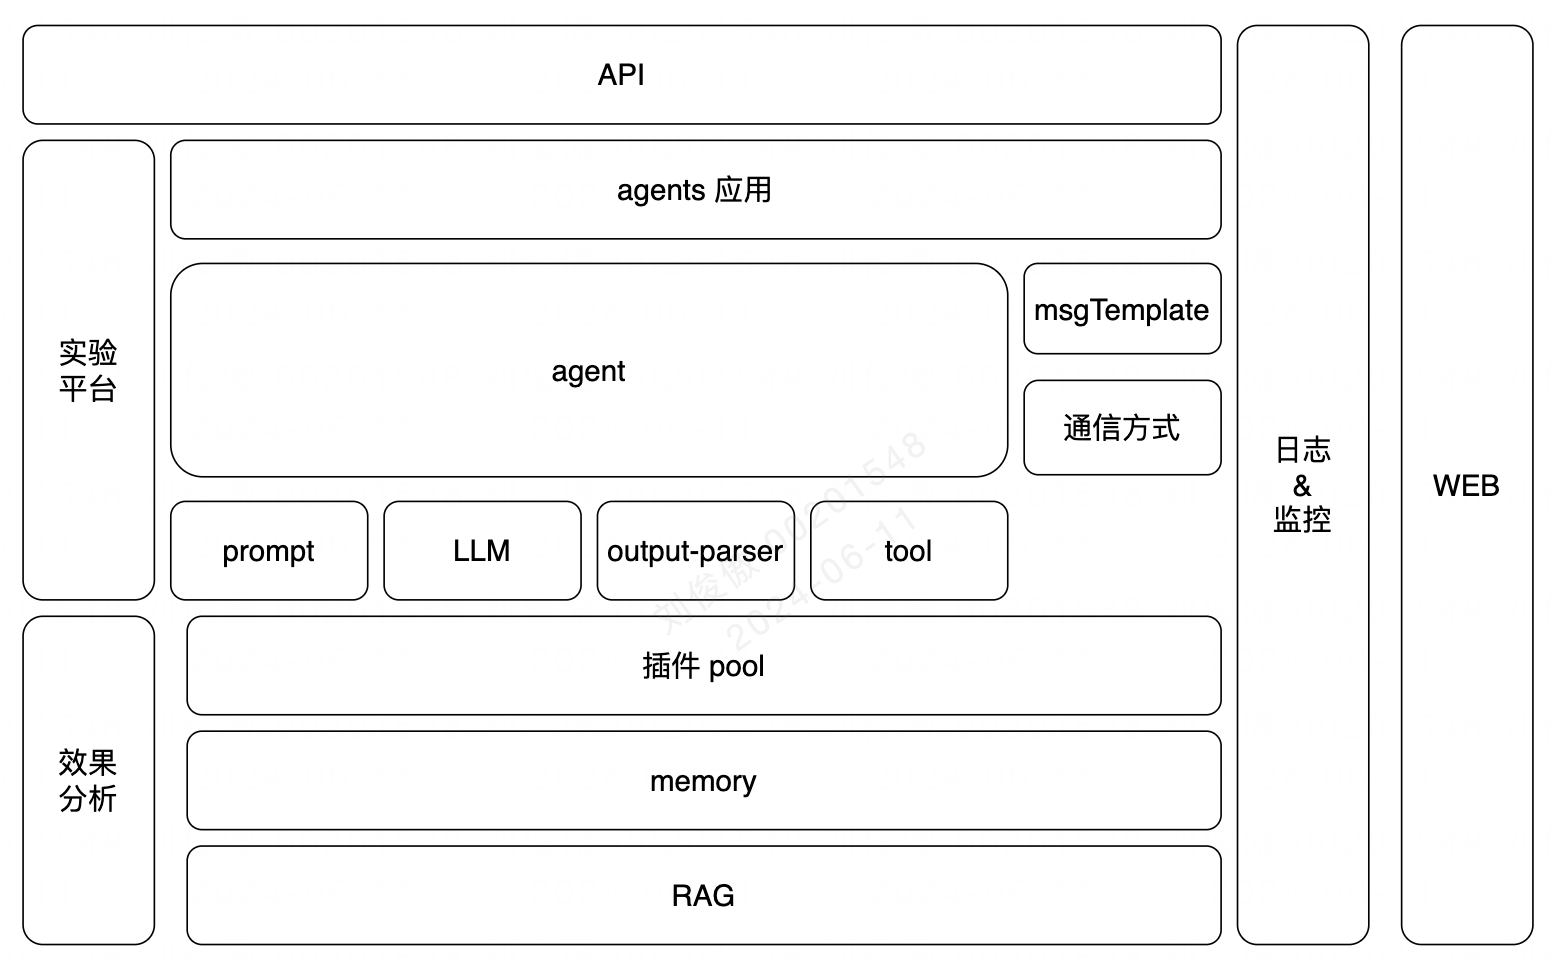 API
agents 应用
实验
平台
agent
msgTemplate
通信方式
prompt
LLM
output-parser
tool
效果
分析
插件 pool
memory
RAG
日志
&
监控
WEB
刘俊傲 00201548
2024-06-11